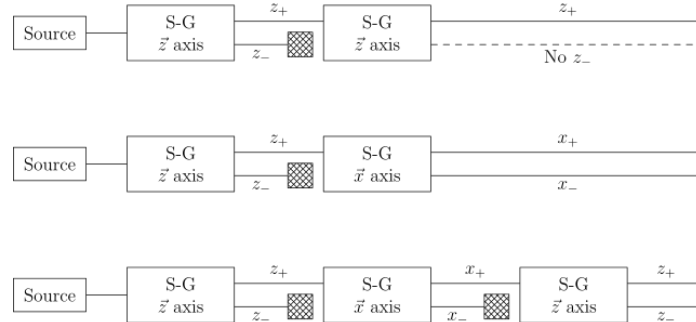 z₊ z₊
Source S-G z⃗ axis S-G z⃗ axis
z₋ No z₋
z₊ x₊
Source S-G z⃗ axis S-G x⃗ axis
z₋ x₋
z₊ x₊ z₊
Source S-G z⃗ axis S-G x⃗ axis S-G z⃗ axis
z₋ x₋ z₋